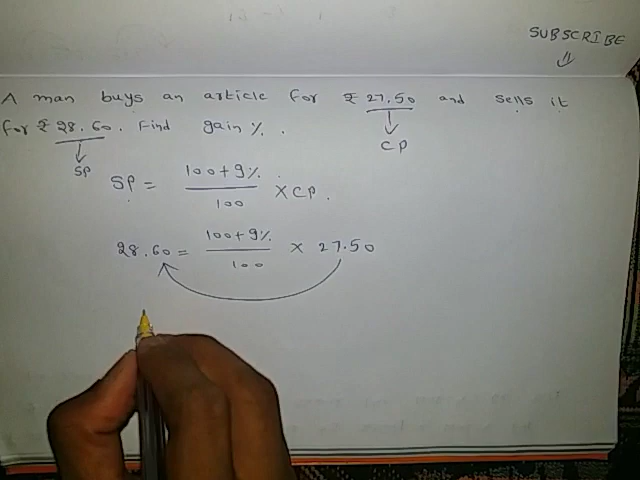 SUBSCRIBE
A man buys an article for ₹ 27.50 and sells it
for ₹ 28.60. Find gain %.
SP
CP
SP = 100+g% / 100 × CP.
28.60 = 100+g% / 100 × 27.50